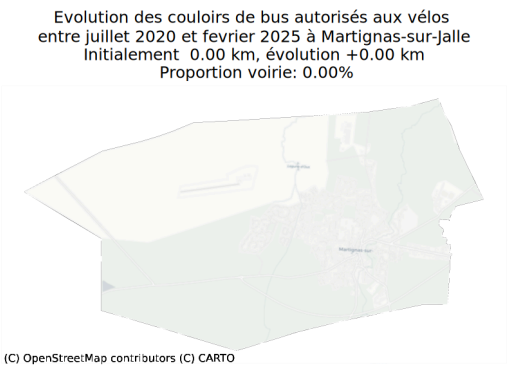 Evolution des couloirs de bus autorisés aux vélos
entre juillet 2020 et fevrier 2025 à Martignas-sur-Jalle
Initialement  0.00 km, évolution +0.00 km
Proportion voirie: 0.00%
(C) OpenStreetMap contributors (C) CARTO